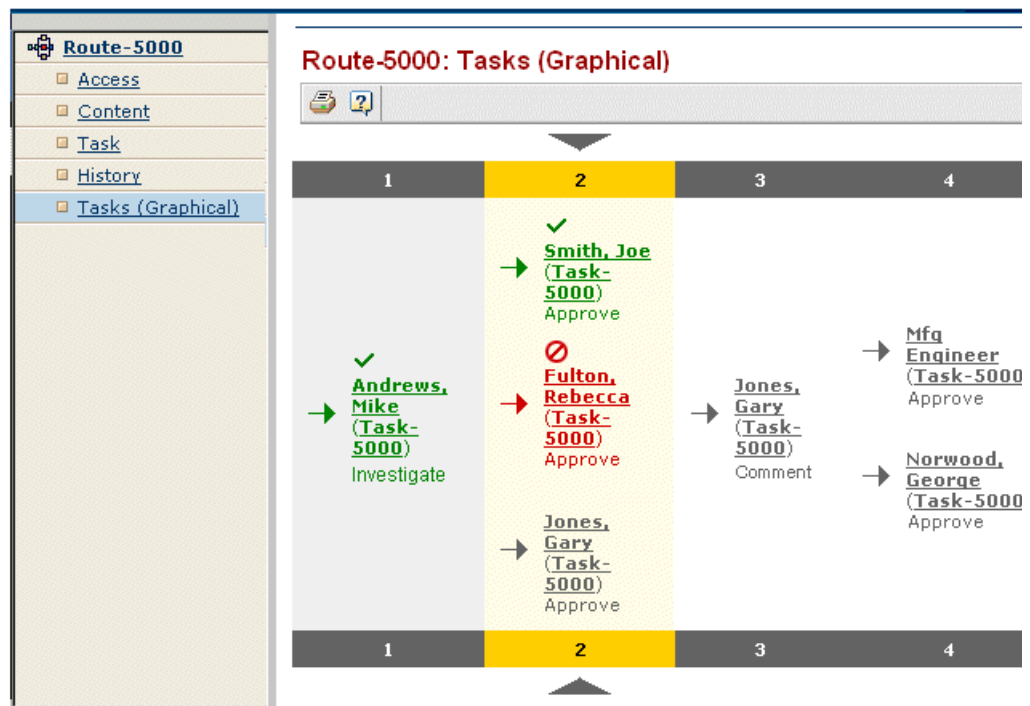 Route-5000
Access
Content
Task
History
Tasks (Graphical)
Route-5000: Tasks (Graphical)
1 2 3 4
Andrews,
Mike
(Task-
5000)
Investigate
Smith, Joe
(Task-
5000)
Approve
Fulton,
Rebecca
(Task-
5000)
Approve
Jones,
Gary
(Task-
5000)
Approve
Jones,
Gary
(Task-
5000)
Comment
Mfg
Engineer
(Task-5000
Approve
Norwood,
George
(Task-5000
Approve
1 2 3 4